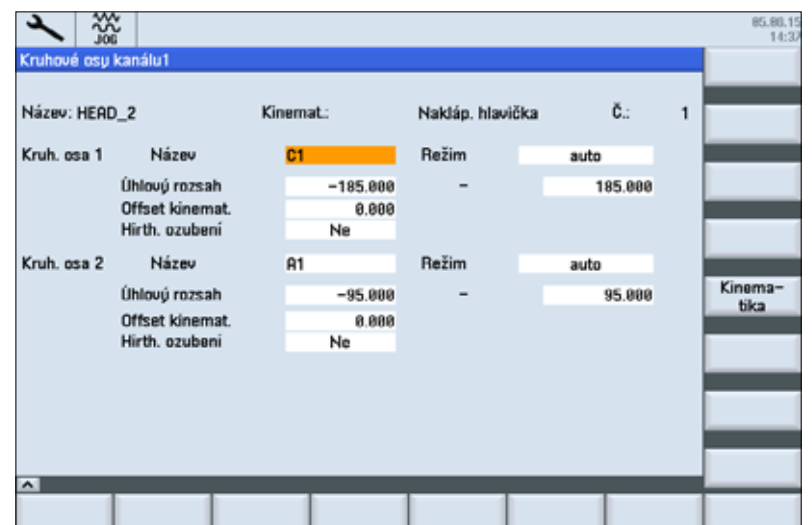 JOG
05.08.15
14:37
Kruhové osy kanálu1
Název: HEAD_2 Kinemat.: Nakláp. hlavička Č.: 1
Kruh. osa 1 Název C1 Režim auto
Úhlový rozsah -185.000 - 185.000
Offset kinemat. 0.000
Hirth. ozubení Ne
Kruh. osa 2 Název A1 Režim auto
Úhlový rozsah -95.000 - 95.000
Kinema-
tika
Offset kinemat. 0.000
Hirth. ozubeni Ne